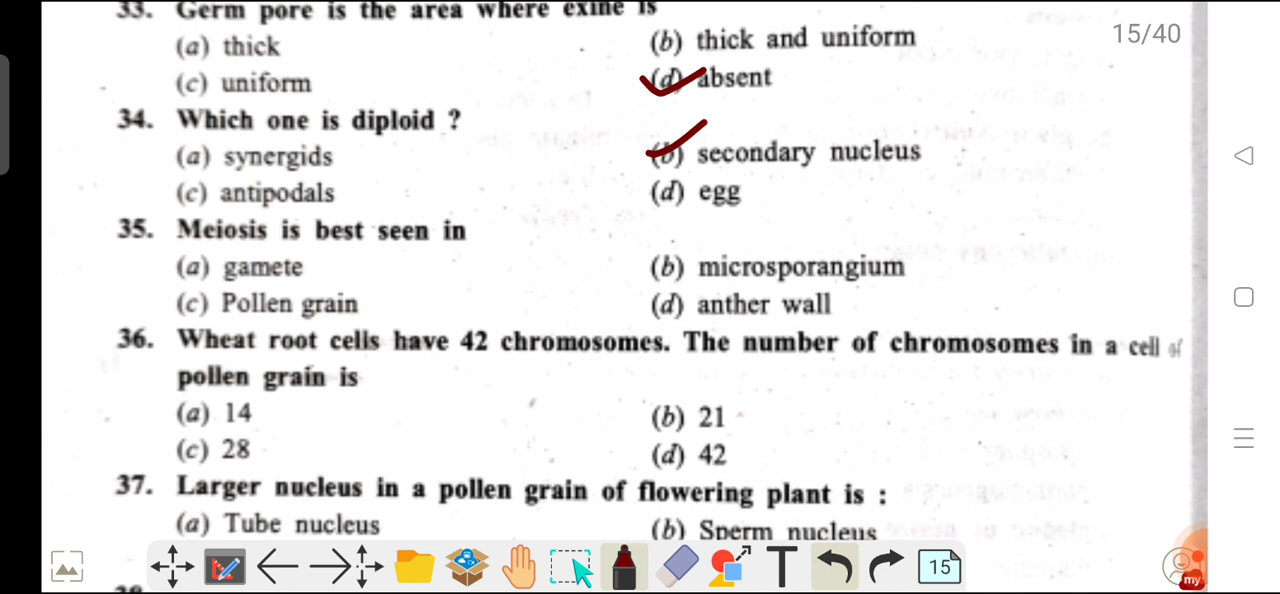 33. Germ pore is the area where exine is
15/40
(a) thick
(b) thick and uniform
(c) uniform
(d) absent
34. Which one is diploid ?
(a) synergids
(b) secondary nucleus
(c) antipodals
(d) egg
35. Meiosis is best seen in
(a) gamete
(b) microsporangium
(c) Pollen grain
(d) anther wall
36. Wheat root cells have 42 chromosomes. The number of chromosomes in a cell of
pollen grain is
(a) 14
(b) 21
(c) 28
(d) 42
37. Larger nucleus in a pollen grain of flowering plant is :
(a) Tube nucleus
(b) Sperm nucleus
T
15
my